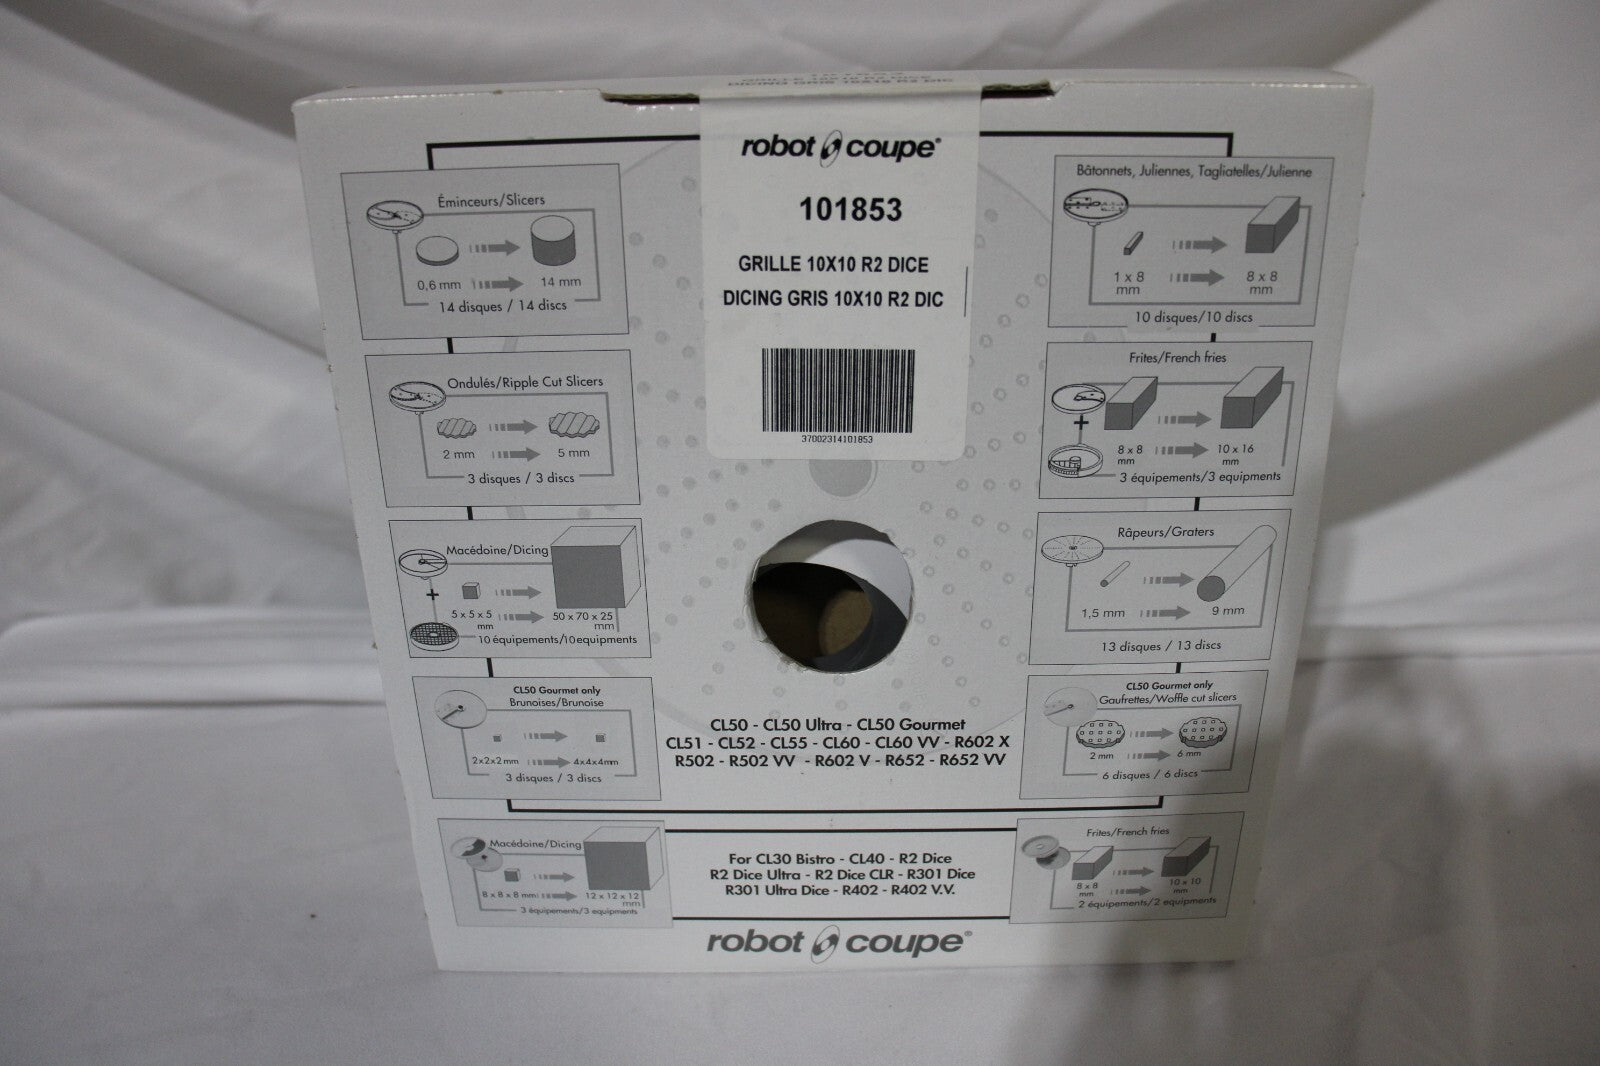 DICING GRIS 10X10 R2 DIC
robot coupe®
101853
GRILLE 10X10 R2 DICE
DICING GRIS 10X10 R2 DIC
37002314101853
Éminceurs/Slicers
0,6 mm
14 mm
14 disques / 14 discs
Ondulés/Ripple Cut Slicers
2 mm
5 mm
3 disques / 3 discs
Macédoine/Dicing
+
5 x 5 x 5
mm
50 x 70 x 25
mm
10 équipements/10 equipments
CL50 Gourmet only
Brunoises/Brunoise
2x2x2 mm
4x4x4mm
3 disques / 3 discs
Bâtonnets, Juliennes, Tagliatelles/Julienne
1 x 8
mm
8 x 8
mm
10 disques/10 discs
Frites/French fries
+
8 x 8
mm
10 x 16
mm
3 équipements/3 equipments
Râpeurs/Graters
1,5 mm
9 mm
13 disques / 13 discs
CL50 Gourmet only
Gaufrettes/Woffle cut slicers
2 mm
6 mm
6 disques / 6 discs
CL50 - CL50 Ultra - CL50 Gourmet
CL51 - CL52 - CL55 - CL60 - CL60 VV - R602 X
R502 - R502 VV - R602 V - R652 - R652 VV
Macédoine/Dicing
8 x 8 x 8 mm
12 x 12 x 12
mm
3 équipements/3 equipments
For CL30 Bistro - CL40 - R2 Dice
R2 Dice Ultra - R2 Dice CLR - R301 Dice
R301 Ultra Dice - R402 - R402 V.V.
Frites/French fries
8 x 8
mm
10 x 10
mm
2 équipements/2 equipments
robot coupe®